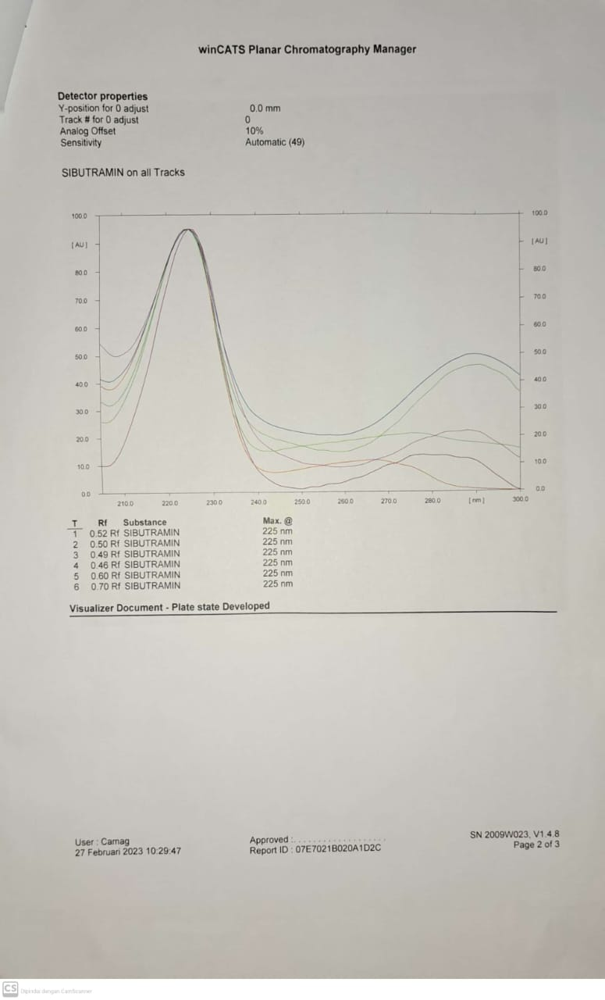 winCATS Planar Chromatography Manager
Detector properties
Y-position for 0 adjust 0.0 mm
Track # for 0 adjust 0
Analog Offset 10%
Sensitivity Automatic (49)
SIBUTRAMIN on all Tracks
100.0 100.0
[ AU ] [ AU ]
80.0 80.0
70.0 70.0
60.0 60.0
50.0 50.0
40.0 40.0
30.0 30.0
20.0 20.0
10.0 10.0
0.0 0.0
210.0 220.0 230.0 240.0 250.0 260.0 270.0 280.0 [ nm ] 300.0
T Rf Substance Max. @
1 0.52 Rf SIBUTRAMIN 225 nm
2 0.50 Rf SIBUTRAMIN 225 nm
3 0.49 Rf SIBUTRAMIN 225 nm
4 0.46 Rf SIBUTRAMIN 225 nm
5 0.60 Rf SIBUTRAMIN 225 nm
6 0.70 Rf SIBUTRAMIN 225 nm
Visualizer Document - Plate state Developed
User : Camag Approved :. . . . . . . . . . . . . . . . . . . . SN 2009W023, V1.4.8
27 Februari 2023 10:29:47 Report ID : 07E7021B020A1D2C Page 2 of 3
CS Dipindai dengan CamScanner